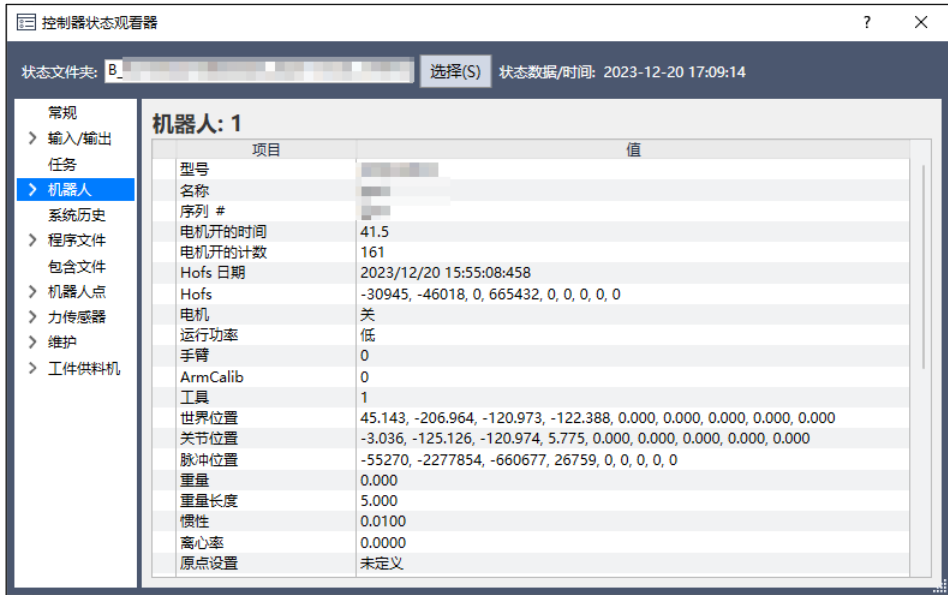 控制器状态观看器
状态文件夹: B_ 选择(S) 状态数据/时间: 2023-12-20 17:09:14
常规
输入/输出
任务
机器人
系统历史
程序文件
包含文件
机器人点
力传感器
维护
工件供料机
机器人: 1
项目 值
型号
名称
序列 #
电机开的时间 41.5
电机开的计数 161
Hofs 日期 2023/12/20 15:55:08:458
Hofs -30945, -46018, 0, 665432, 0, 0, 0, 0, 0
电机 关
运行功率 低
手臂 0
ArmCalib 0
工具 1
世界位置 45.143, -206.964, -120.973, -122.388, 0.000, 0.000, 0.000, 0.000, 0.000
关节位置 -3.036, -125.126, -120.974, 5.775, 0.000, 0.000, 0.000, 0.000, 0.000
脉冲位置 -55270, -2277854, -660677, 26759, 0, 0, 0, 0, 0
重量 0.000
重量长度 5.000
惯性 0.0100
离心率 0.0000
原点设置 未定义